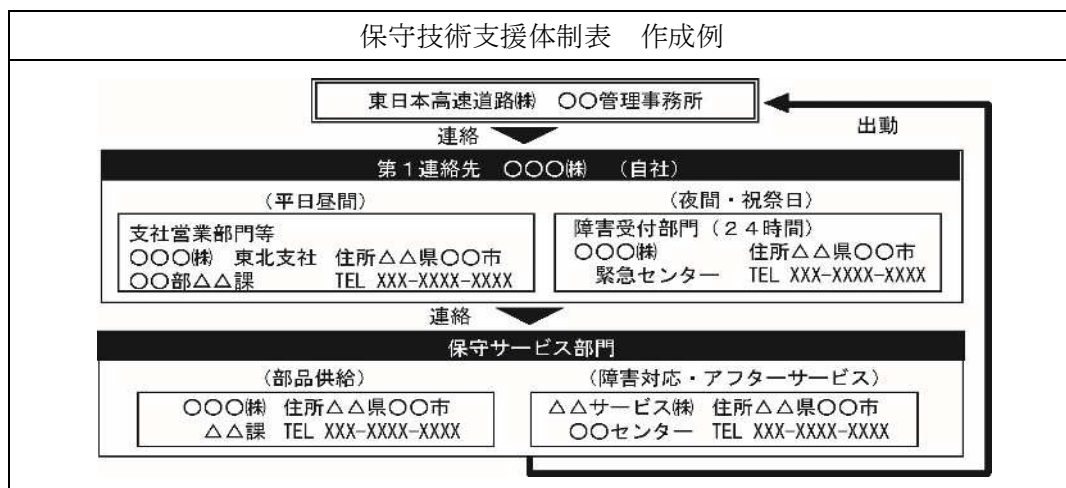 保守技術支援体制表　作成例
東日本高速道路㈱　〇〇管理事務所
連絡
出動
第１連絡先　〇〇〇㈱　（自社）
（平日昼間）
支社営業部門等
〇〇〇㈱　東北支社　住所△△県〇〇市
〇〇部△△課　TEL XXX-XXXX-XXXX
（夜間・祝祭日）
障害受付部門（２４時間）
〇〇〇㈱　住所△△県〇〇市
緊急センター　TEL XXX-XXXX-XXXX
連絡
保守サービス部門
（部品供給）
〇〇〇㈱　住所△△県〇〇市
△△課　TEL XXX-XXXX-XXXX
（障害対応・アフターサービス）
△△サービス㈱　住所△△県〇〇市
〇〇センター　TEL XXX-XXXX-XXXX